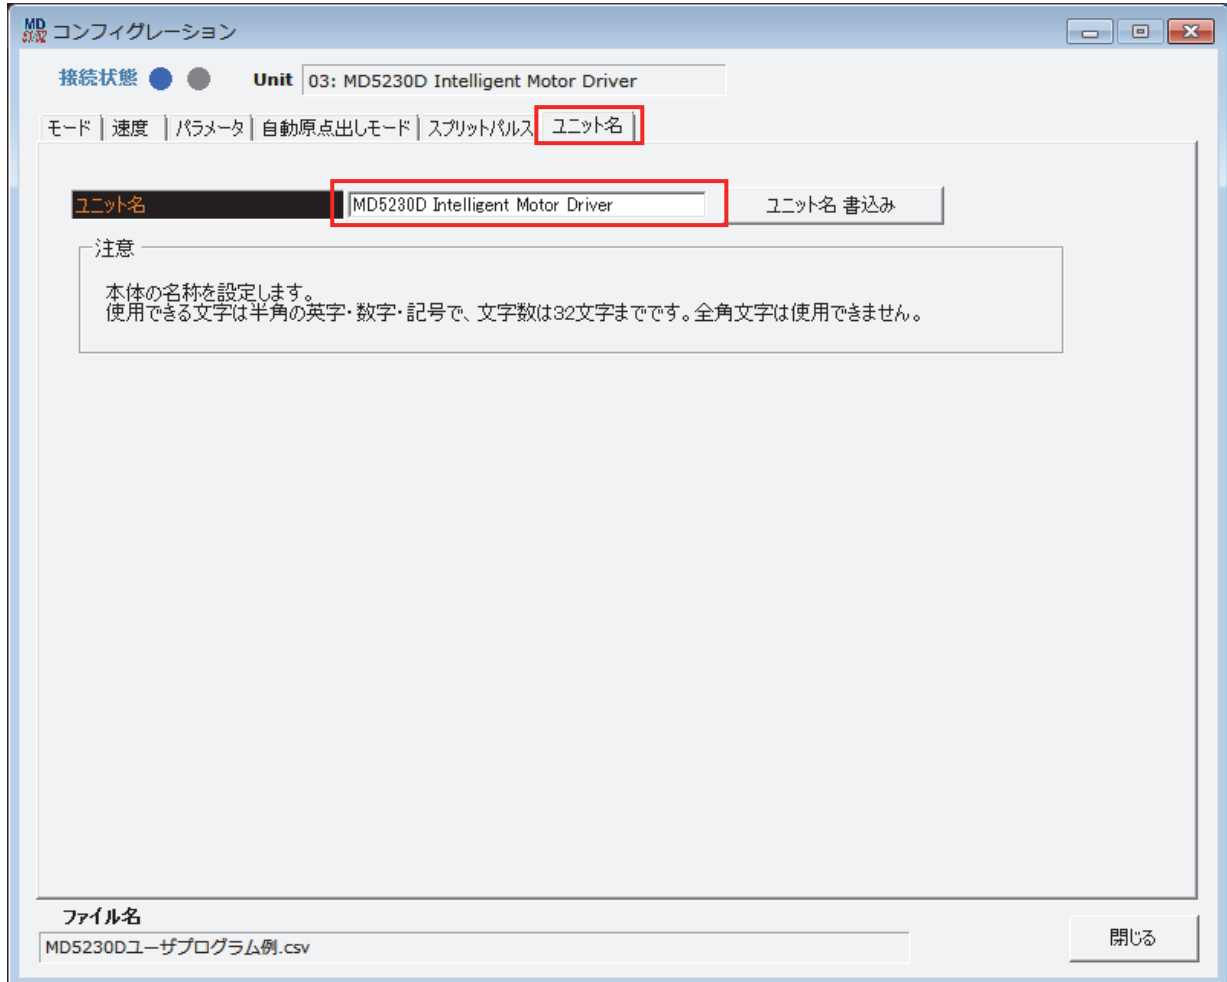 MD
51・52 コンフィグレーション
接続状態 Unit 03: MD5230D Intelligent Motor Driver
モード 速度 パラメータ 自動原点出しモード スプリットパルス ユニット名
ユニット名 MD5230D Intelligent Motor Driver ユニット名 書込み
注意
本体の名称を設定します。
使用できる文字は半角の英字・数字・記号で、文字数は32文字までです。全角文字は使用できません。
ファイル名
MD5230Dユーザプログラム例.csv
閉じる